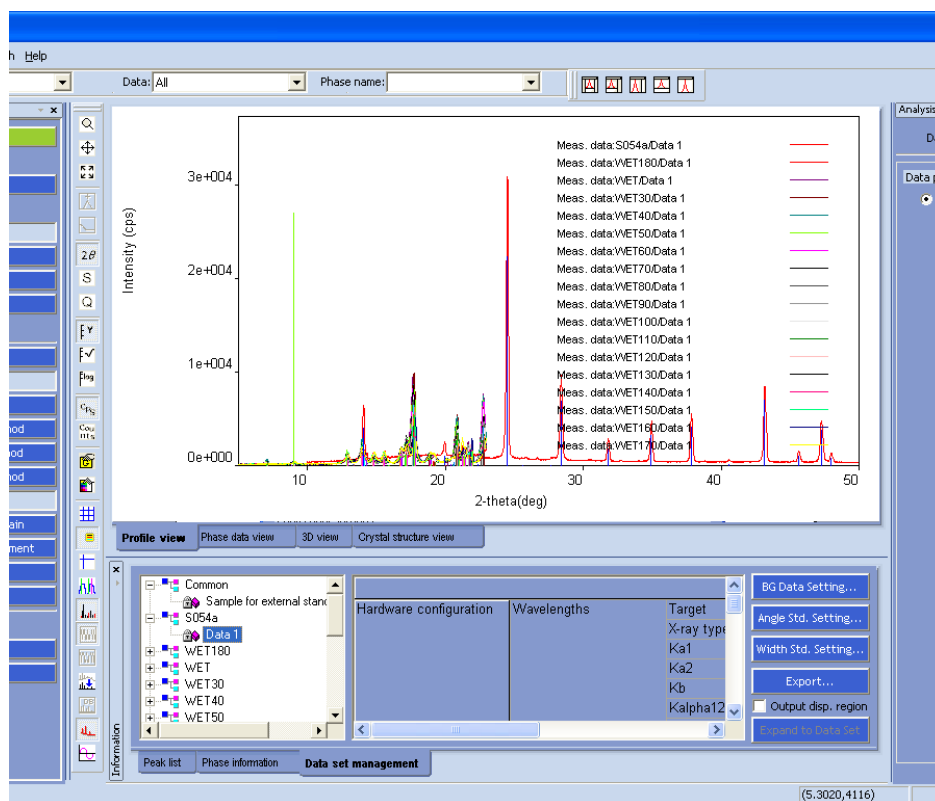 h Help
Data: All Phase name:
Analysis
D
Data p
2θ
S
Q
log
CPS
Cou nts
nod
nod
nod
ain
ment
Intensity (cps)
3e+004
2e+004
1e+004
0e+000
10 20 30 40 50
2-theta(deg)
Meas. data:S054a/Data 1
Meas. data:WET180/Data 1
Meas. data:WET/Data 1
Meas. data:WET30/Data 1
Meas. data:WET40/Data 1
Meas. data:WET50/Data 1
Meas. data:WET60/Data 1
Meas. data:WET70/Data 1
Meas. data:WET80/Data 1
Meas. data:WET90/Data 1
Meas. data:WET100/Data 1
Meas. data:WET110/Data 1
Meas. data:WET120/Data 1
Meas. data:WET130/Data 1
Meas. data:WET140/Data 1
Meas. data:WET150/Data 1
Meas. data:WET160/Data 1
Meas. data:WET170/Data 1
Profile view Phase data view 3D view Crystal structure view
Common
Sample for external stand
S054a
Data 1
WET180
WET
WET30
WET40
WET50
Hardware configuration Wavelengths Target
X-ray type
Ka1
Ka2
Kb
Kalpha12
BG Data Setting...
Angle Std. Setting...
Width Std. Setting...
Export...
Output disp. region
Expand to Data Set
Information
Peak list Phase information Data set management
(5.3020,4116)